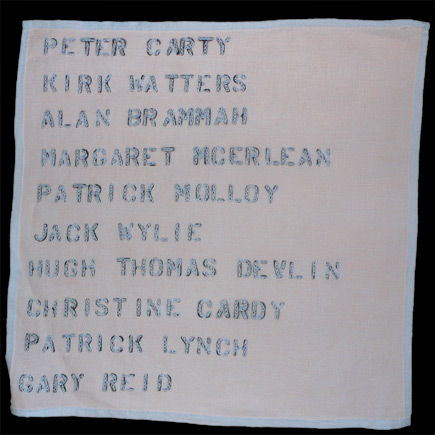 PETER CARTY
KIRK WATTERS
ALAN BRAMMAH
MARGARET MCERLEAN
PATRICK MOLLOY
JACK WYLIE
HUGH THOMAS DEVLIN
CHRISTINE CARDY
PATRICK LYNCH
GARY REID